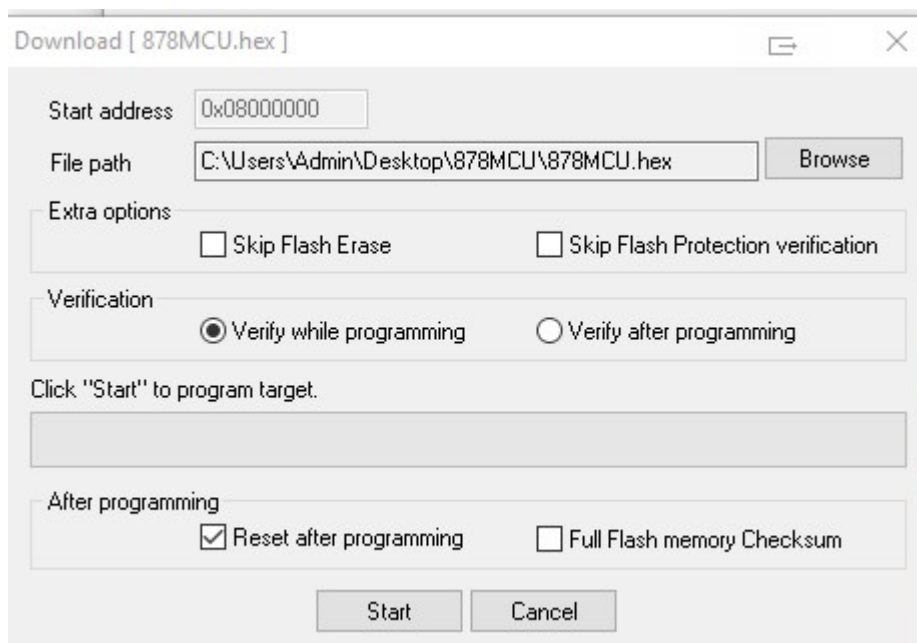 Download [ 878MCU.hex ]
Start address 0x08000000
File path C:\Users\Admin\Desktop\878MCU\878MCU.hex Browse
Extra options
Skip Flash Erase Skip Flash Protection verification
Verification
Verify while programming Verify after programming
Click "Start" to program target.
After programming
Reset after programming Full Flash memory Checksum
Start Cancel